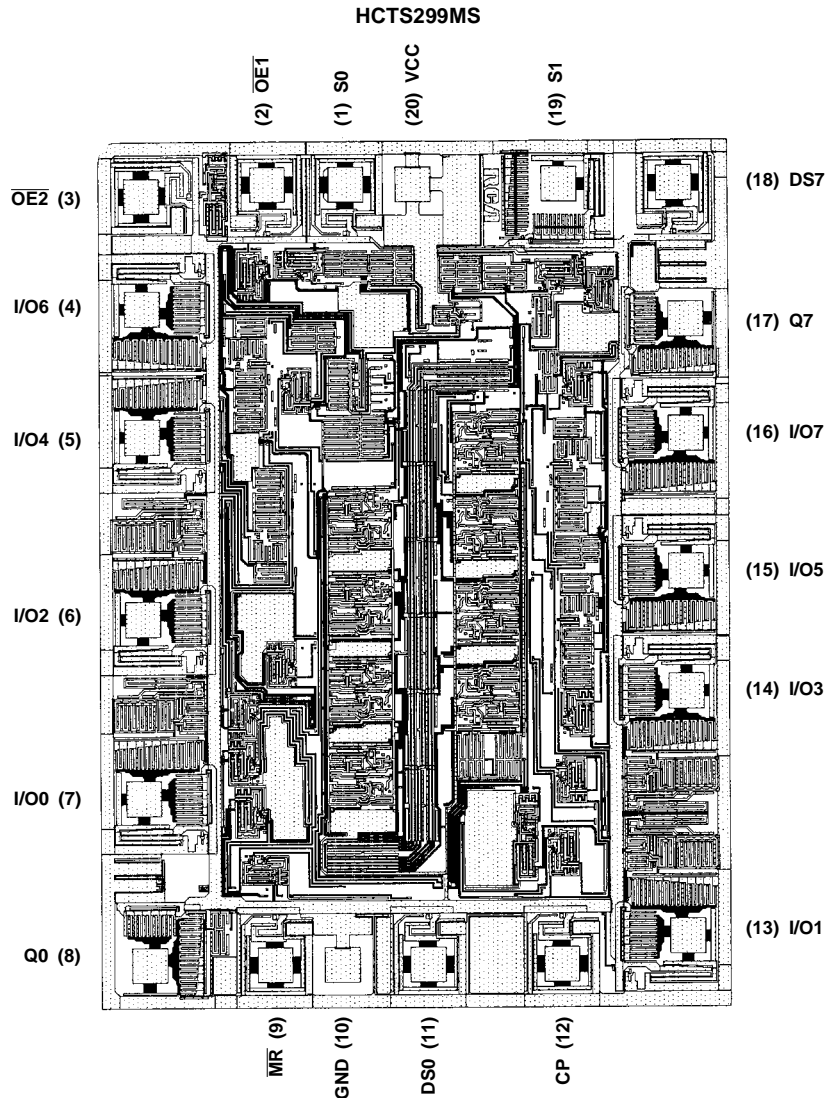 HCTS299MS
(2) OE1
(1) S0
(20) VCC
(19) S1
OE2 (3)
(18) DS7
RCA
I/O6 (4)
(17) Q7
I/O4 (5)
(16) I/O7
(15) I/O5
I/O2 (6)
(14) I/O3
I/O0 (7)
(13) I/O1
Q0 (8)
MR (9)
GND (10)
DS0 (11)
CP (12)